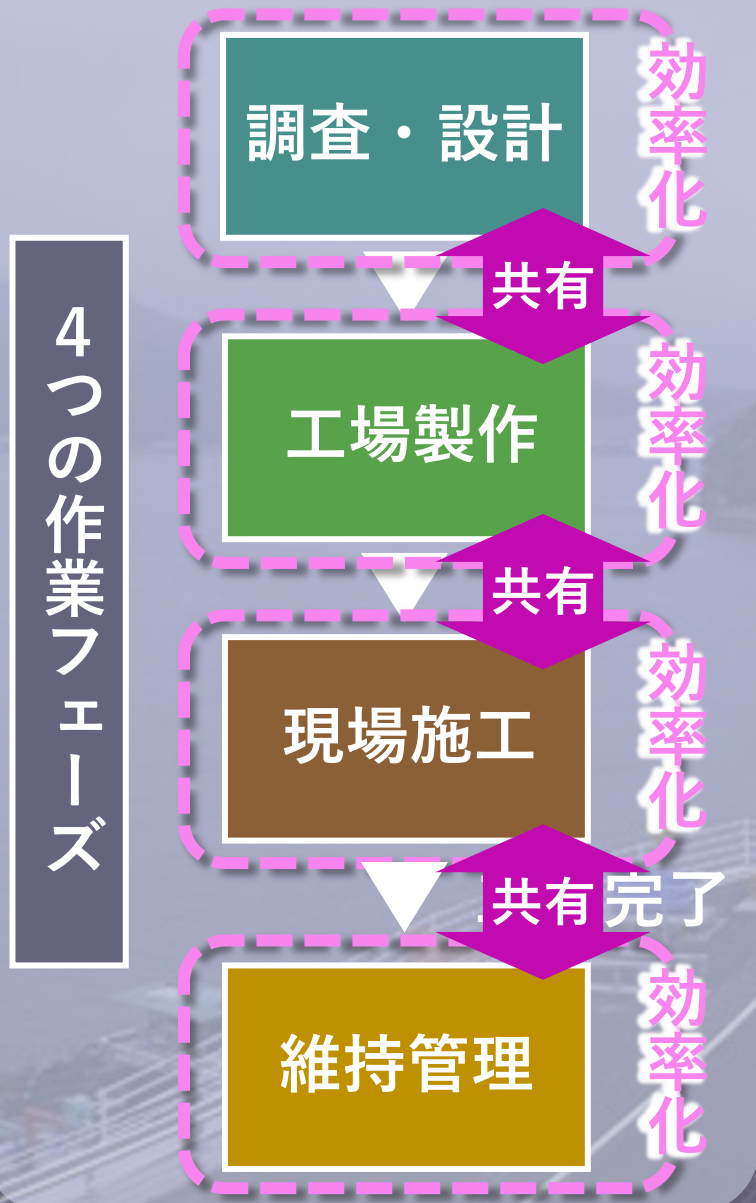 4つの作業フェーズ
調査・設計
効率化
共有
工場製作
効率化
共有
現場施工
効率化
共有
完了
維持管理
効率化